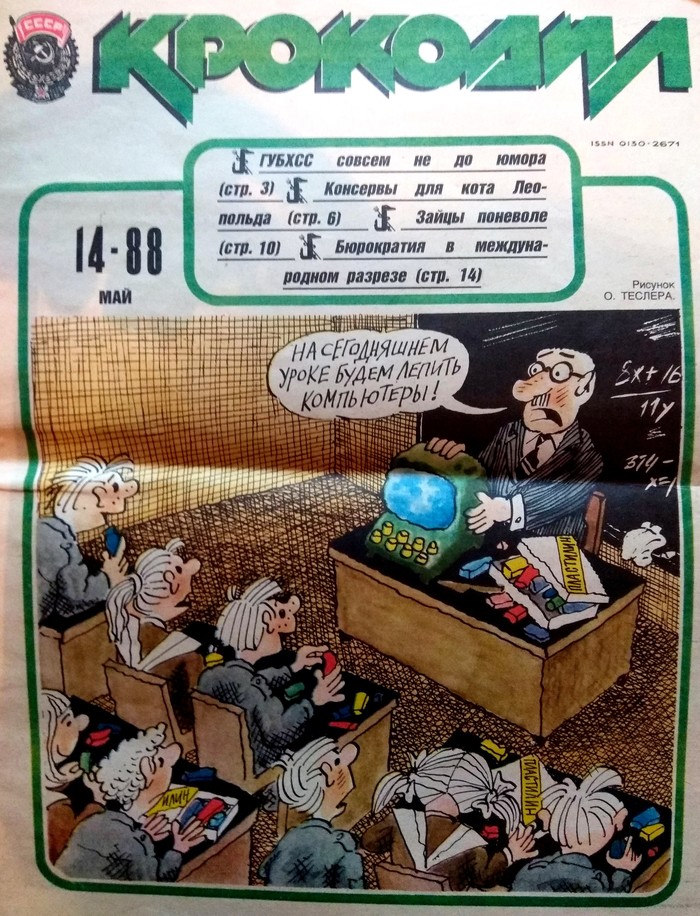 СССР
КРОКОДИЛ
ISSN 0130-2671
ГУБХСС совсем не до юмора
(стр. 3) Консервы для кота Лео-
польда (стр. 6) Зайцы поневоле
(стр. 10) Бюрократия в междуна-
родном разрезе (стр. 14)
14-88
МАЙ
Рисунок
О. ТЕСЛЕРА.
НА СЕГОДНЯШНЕМ
УРОКЕ БУДЕМ ЛЕПИТЬ
КОМПЬЮТЕРЫ!
8x+16
11y
=
374-
x=1
ПЛАСТИЛИН
ИЛИН
ПЛАСТИЛИН